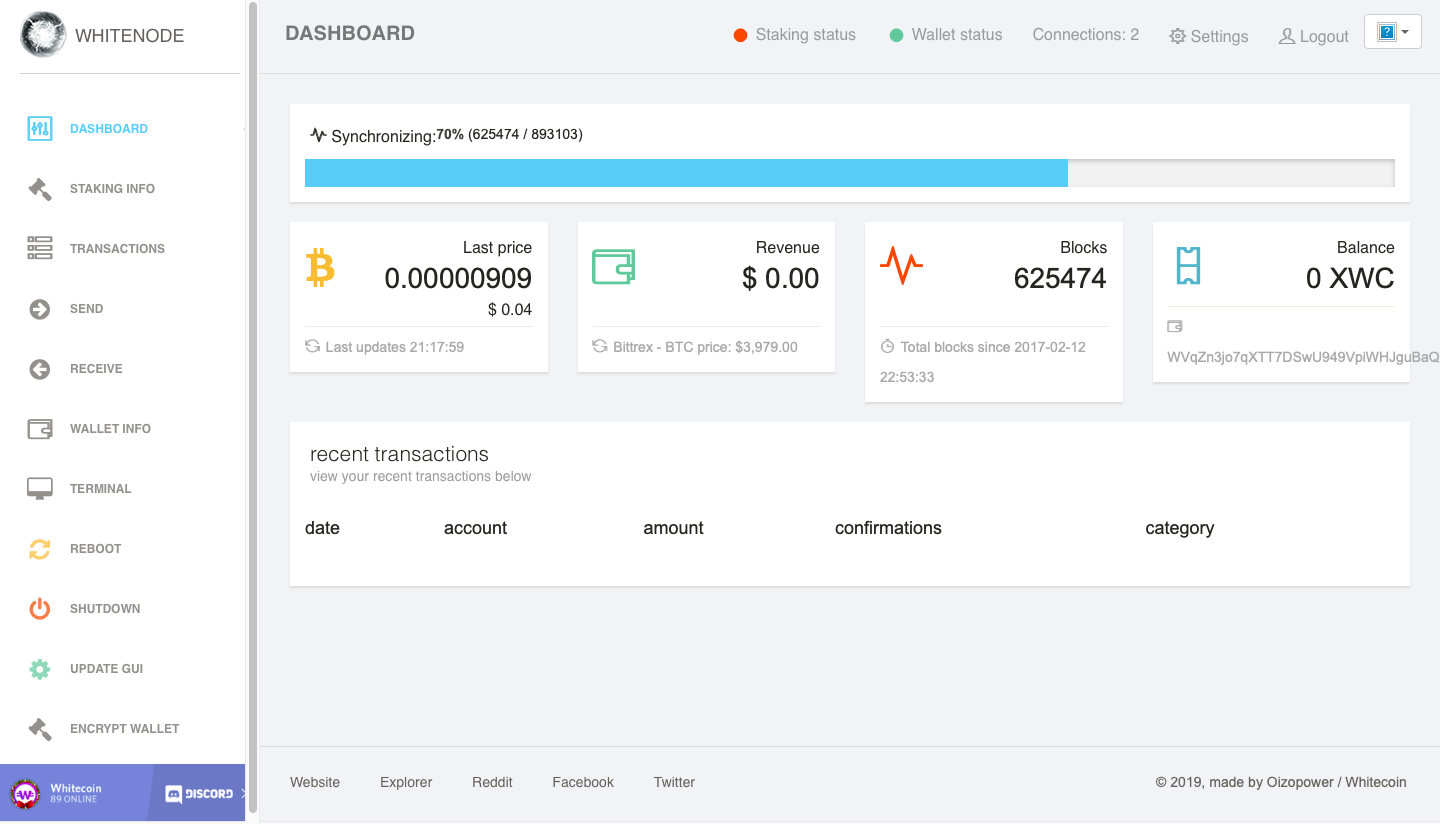 WHITENODE
DASHBOARD
STAKING INFO
TRANSACTIONS
SEND
RECEIVE
WALLET INFO
TERMINAL
REBOOT
SHUTDOWN
UPDATE GUI
ENCRYPT WALLET
Whitecoin
89 ONLINE
DISCORD
DASHBOARD
Staking status Wallet status Connections: 2 Settings Logout
Synchronizing:70% (625474 / 893103)
Last price
0.00000909
$ 0.04
Last updates 21:17:59
Revenue
$ 0.00
Bittrex - BTC price: $3,979.00
Blocks
625474
Total blocks since 2017-02-12
22:53:33
Balance
0 XWC
WVqZn3jo7qXTT7DSwU949VpiWHJguBaQ
recent transactions
view your recent transactions below
date account amount confirmations category
Website Explorer Reddit Facebook Twitter
© 2019, made by Oizopower / Whitecoin